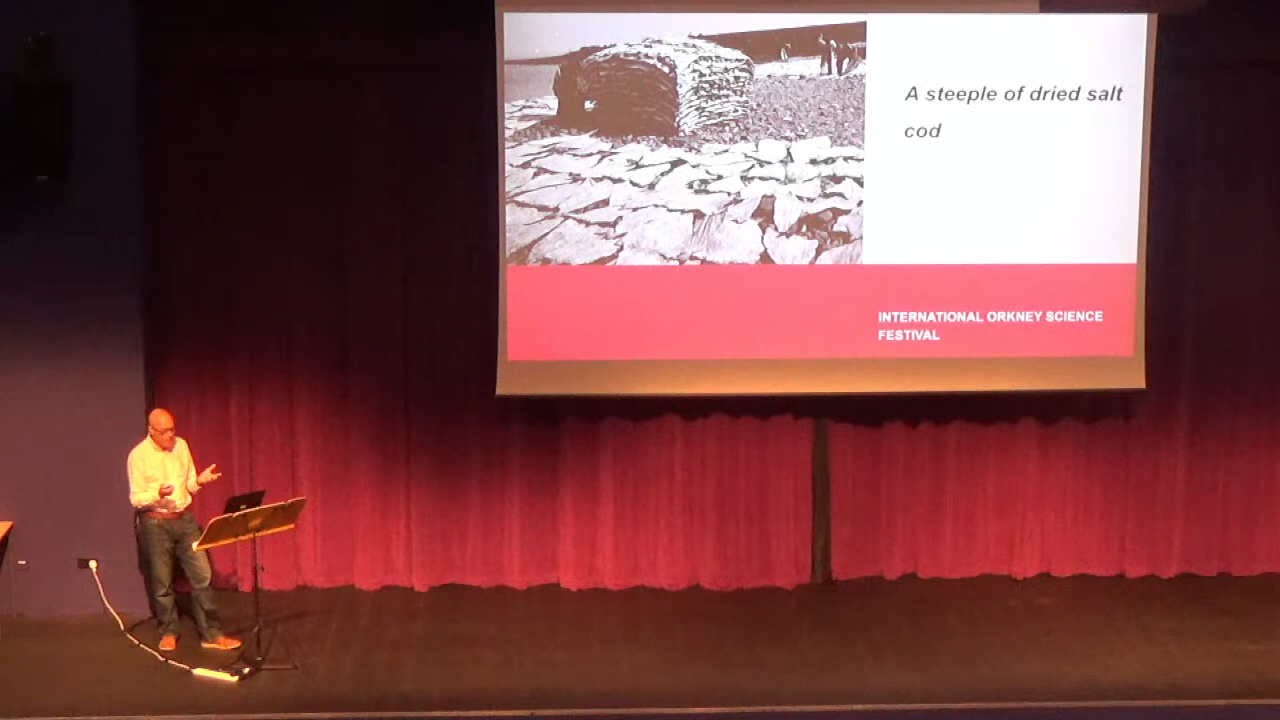 A steeple of dried salt
cod
INTERNATIONAL ORKNEY SCIENCE
FESTIVAL